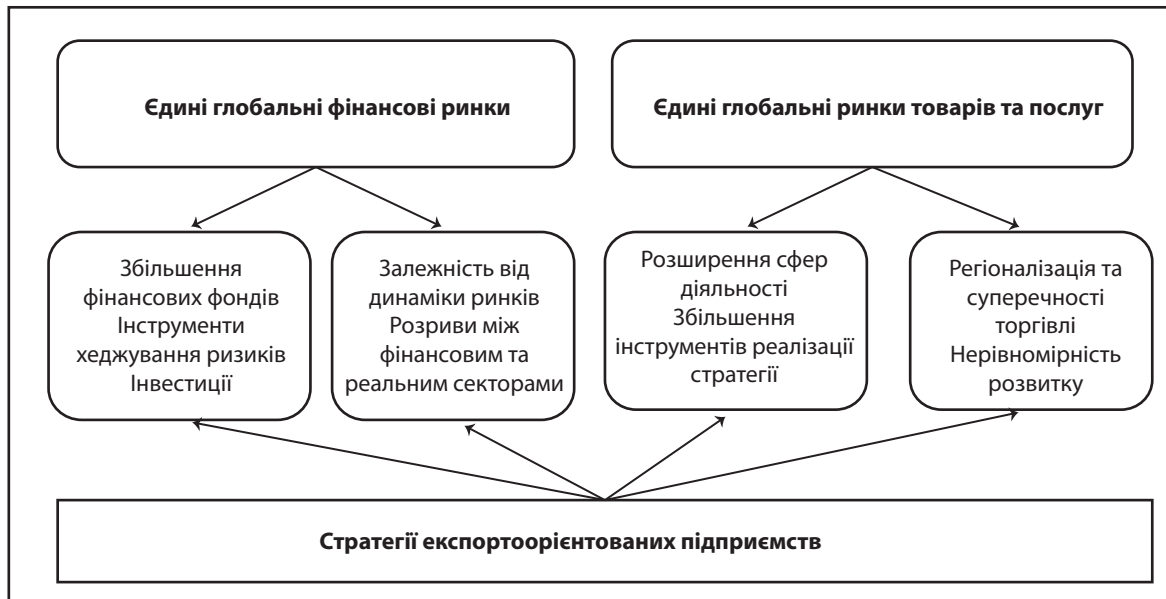 Єдині глобальні фінансові ринки
Єдині глобальні ринки товарів та послуг
Збільшення
фінансових фондів
Інструменти
хеджування ризиків
Інвестиції
Залежність від
динаміки ринків
Розриви між
фінансовим та
реальним секторами
Розширення сфер
діяльності
Збільшення
інструментів реалізації
стратегії
Регіоналізація та
суперечності
торгівлі
Нерівномірність
розвитку
Стратегії експортоорієнтованих підприємств